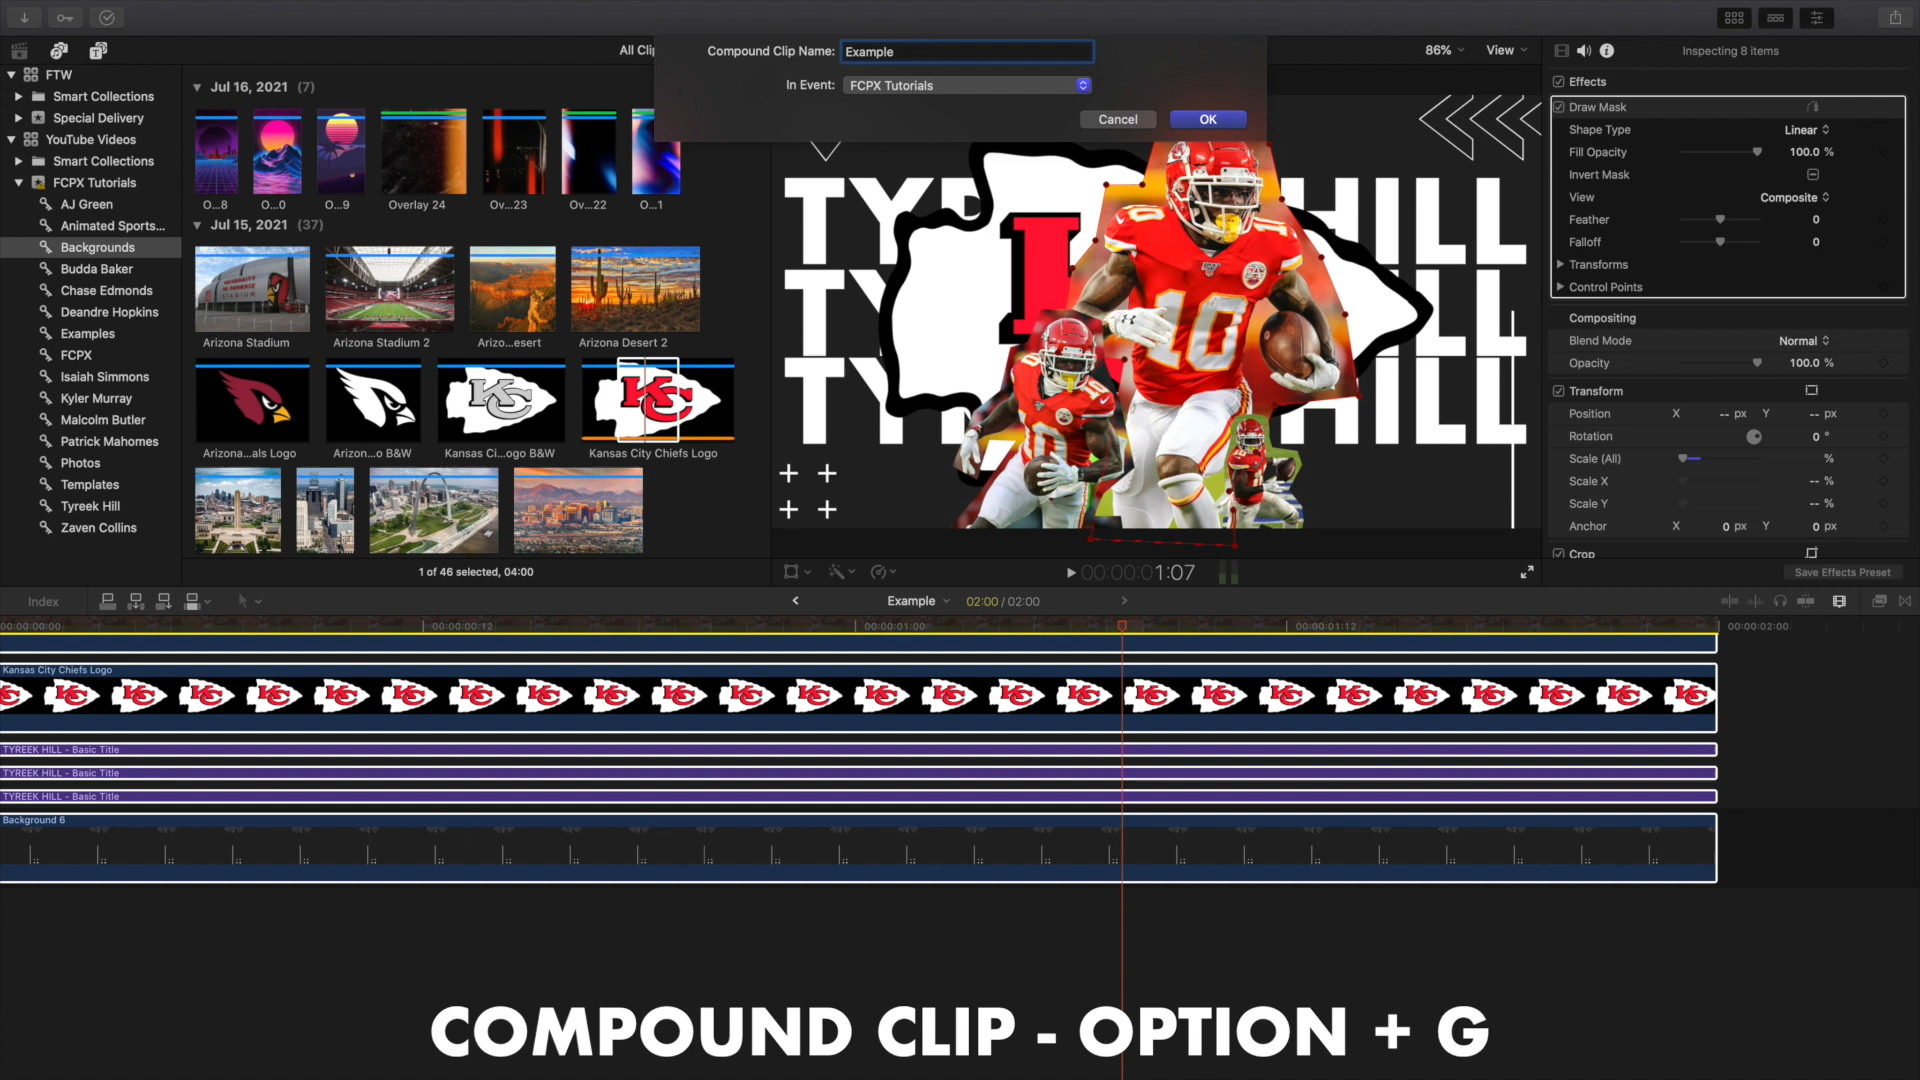 All Clip
Compound Clip Name: Example
In Event: FCPX Tutorials
Cancel
OK
86%
View
Inspecting 8 items
FTW
Smart Collections
Special Delivery
YouTube Videos
Smart Collections
FCPX Tutorials
AJ Green
Animated Sports...
Backgrounds
Budda Baker
Chase Edmonds
Deandre Hopkins
Examples
FCPX
Isaiah Simmons
Kyler Murray
Malcolm Butler
Patrick Mahomes
Photos
Templates
Tyreek Hill
Zaven Collins
Jul 16, 2021 (7)
O...8
O...0
O...9
Overlay 24
Ov...23
Ov...22
O...1
Jul 15, 2021 (37)
Arizona Stadium
Arizona Stadium 2
Arizo...esert
Arizona Desert 2
KC
KC
Arizona...als Logo
Arizon...o B&W
Kansas Ci...ogo B&W
Kansas City Chiefs Logo
1 of 46 selected, 04:00
HILL
HILL
HILL
10
10
Effects
Draw Mask
Shape Type Linear
Fill Opacity 100.0 %
Invert Mask
View Composite
Feather 0
Falloff 0
Transforms
Control Points
Compositing
Blend Mode Normal
Opacity 100.0 %
Transform
Position X -- px Y -- px
Rotation 0 °
Scale (All) %
Scale X -- %
Scale Y -- %
Anchor X 0 px Y 0 px
Crop
Save Effects Preset
00:00:01:07
Index
Example
02:00 / 02:00
00:00:00:00
00:00:00:12
00:00:01:00
00:00:01:12
00:00:02:00
Kansas City Chiefs Logo
TYREEK HILL - Basic Title
TYREEK HILL - Basic Title
TYREEK HILL - Basic Title
Background 6
COMPOUND CLIP - OPTION + G